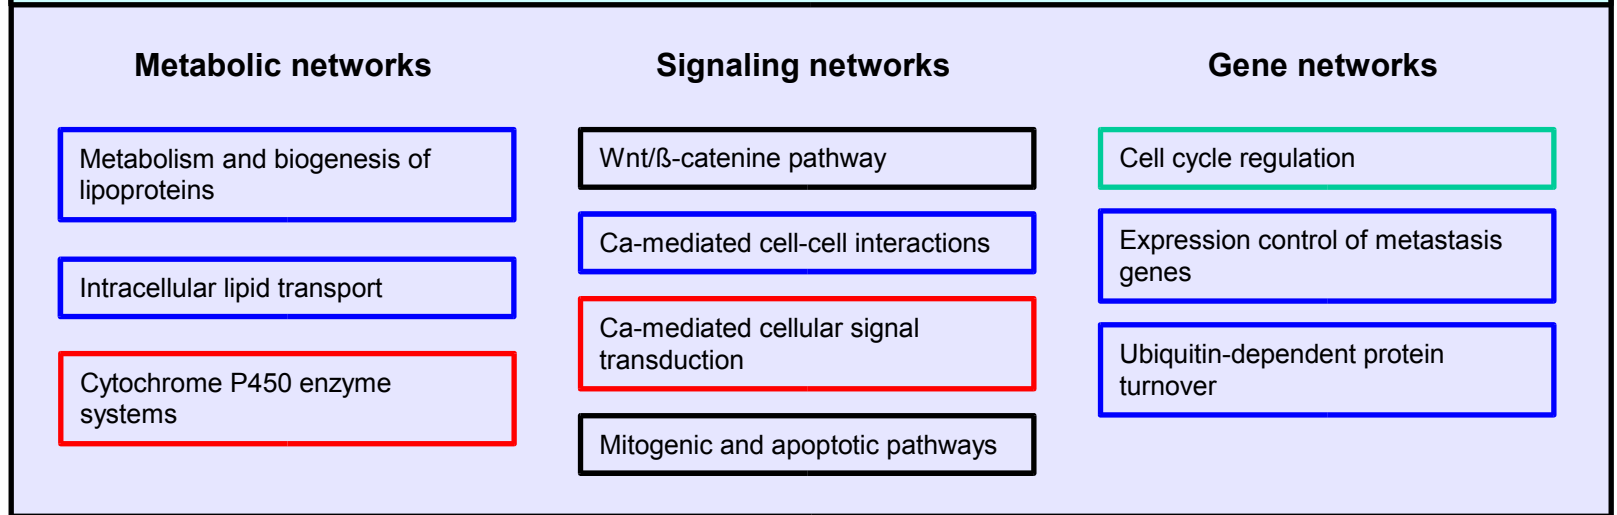 Metabolic networks
Metabolism and biogenesis of
lipoproteins
Intracellular lipid transport
Cytochrome P450 enzyme
systems
Signaling networks
Wnt/ß-catenine pathway
Ca-mediated cell-cell interactions
Ca-mediated cellular signal
transduction
Mitogenic and apoptotic pathways
Gene networks
Cell cycle regulation
Expression control of metastasis
genes
Ubiquitin-dependent protein
turnover